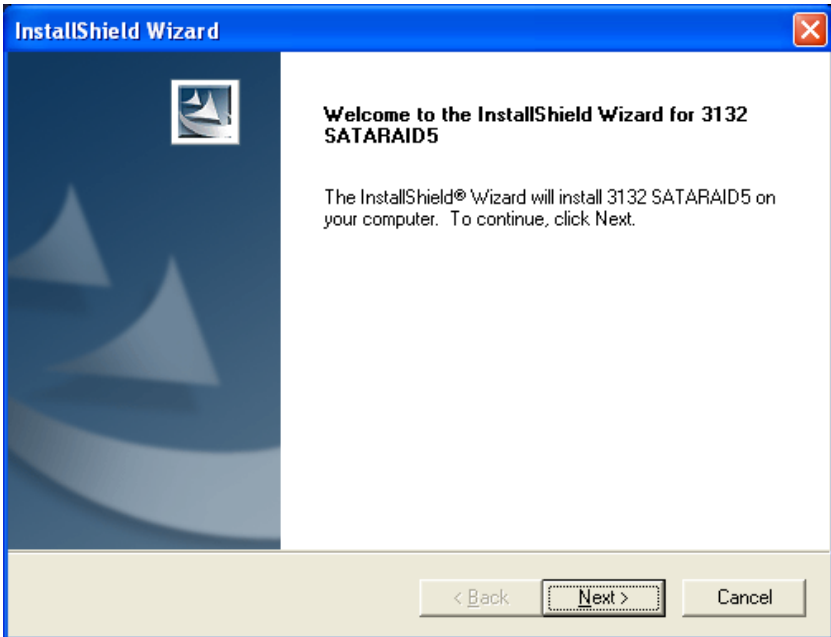 InstallShield Wizard
Welcome to the InstallShield Wizard for 3132
SATARAID5
The InstallShield® Wizard will install 3132 SATARAID5 on
your computer.  To continue, click Next.
< Back
Next >
Cancel